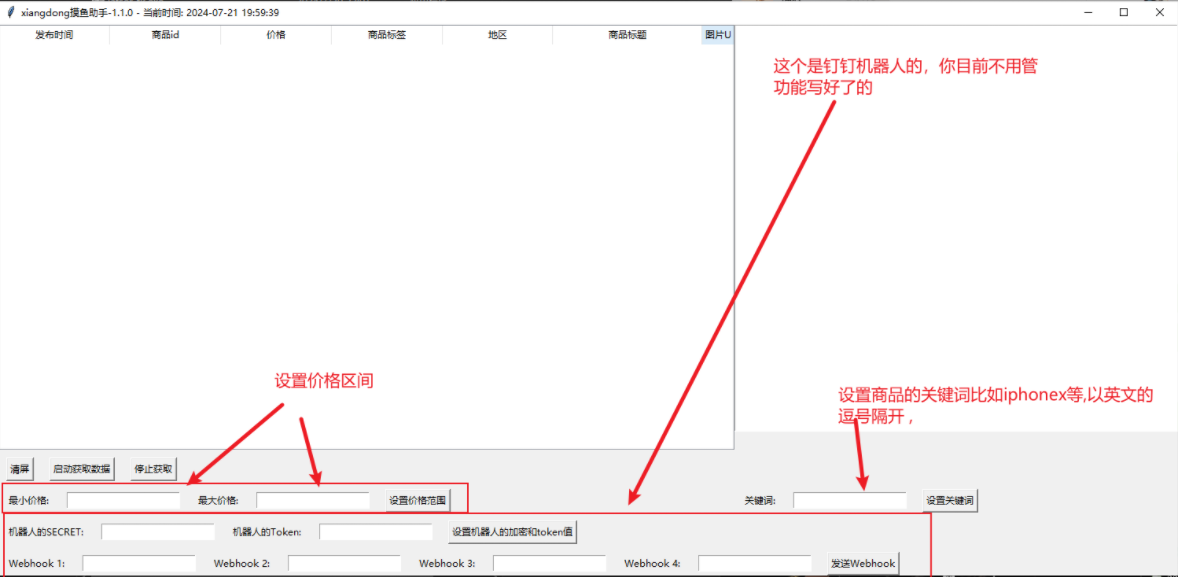 xiangdong摸鱼助手-1.1.0 - 当前时间: 2024-07-21 19:59:39
发布时间 商品id 价格 商品标签 地区 商品标题 图片U
这个是钉钉机器人的，你目前不用管
功能写好了的
设置价格区间
设置商品的关键词比如iphonex等,以英文的
逗号隔开，
清屏 启动获取数据 停止获取
最小价格: 最大价格: 设置价格范围 关键词: 设置关键词
机器人的SECRET: 机器人的Token: 设置机器人的加密和token值
Webhook 1: Webhook 2: Webhook 3: Webhook 4: 发送Webhook